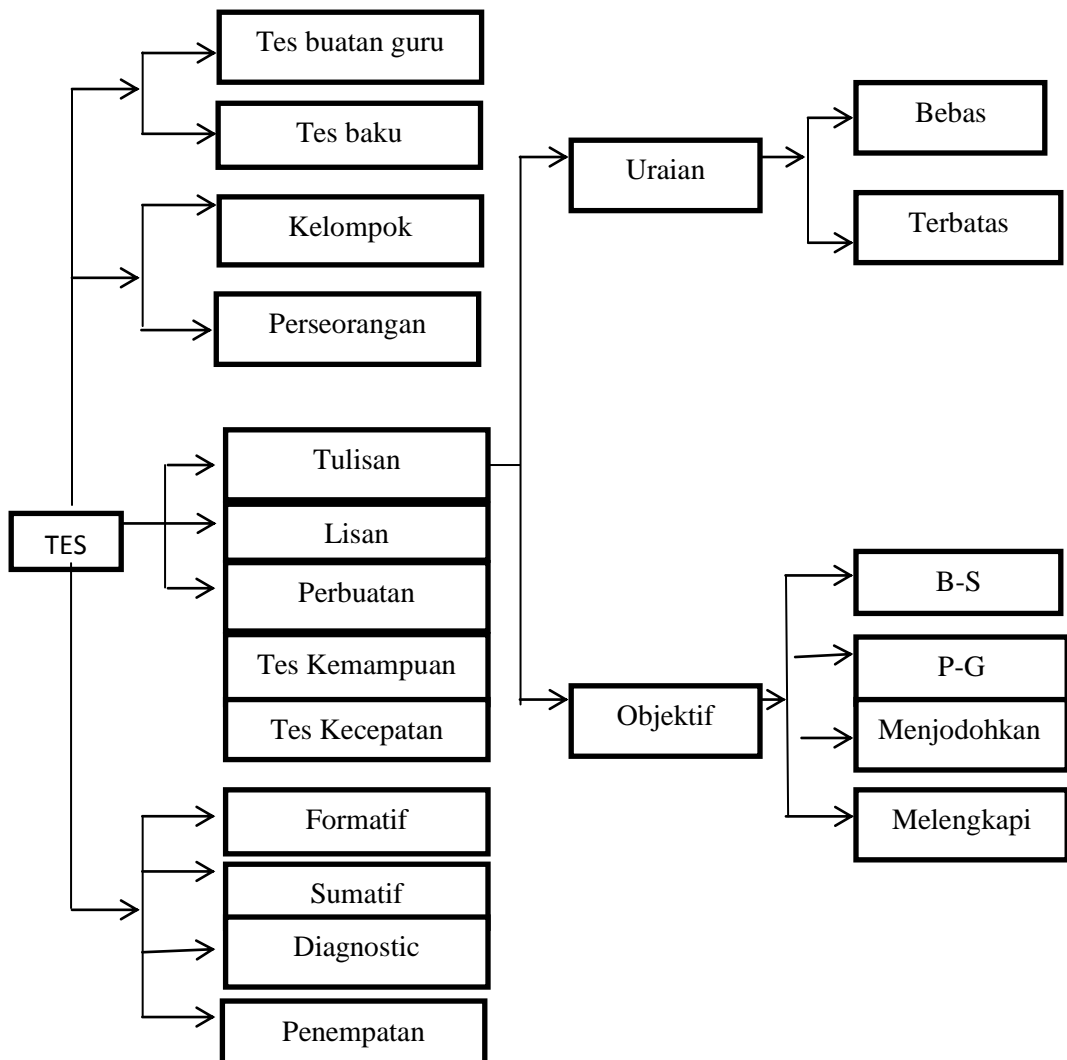 TES
Tes buatan guru
Tes baku
Kelompok
Perseorangan
Tulisan
Lisan
Perbuatan
Tes Kemampuan
Tes Kecepatan
Formatif
Sumatif
Diagnostic
Penempatan
Uraian
Objektif
Bebas
Terbatas
B-S
P-G
Menjodohkan
Melengkapi